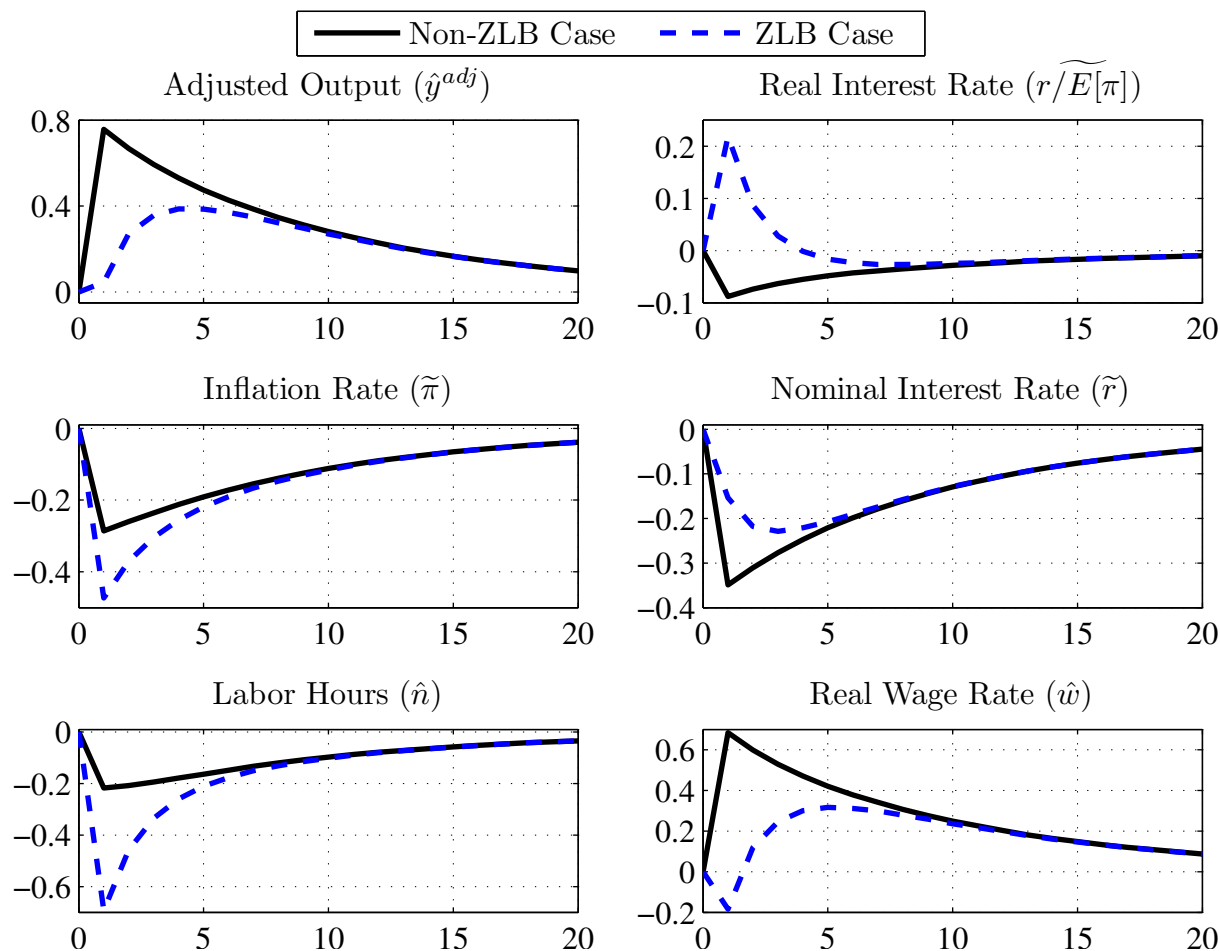 Non-ZLB Case ZLB Case
Adjusted Output (ŷ^{adj})
0.8
0.4
0
0 5 10 15 20
Real Interest Rate (r/\widetilde{E[π]})
0.2
0.1
0
−0.1
0 5 10 15 20
Inflation Rate (π̃)
0
−0.2
−0.4
0 5 10 15 20
Nominal Interest Rate (r̃)
0
−0.1
−0.2
−0.3
−0.4
0 5 10 15 20
Labor Hours (n̂)
0
−0.2
−0.4
−0.6
0 5 10 15 20
Real Wage Rate (ŵ)
0.6
0.4
0.2
0
−0.2
0 5 10 15 20